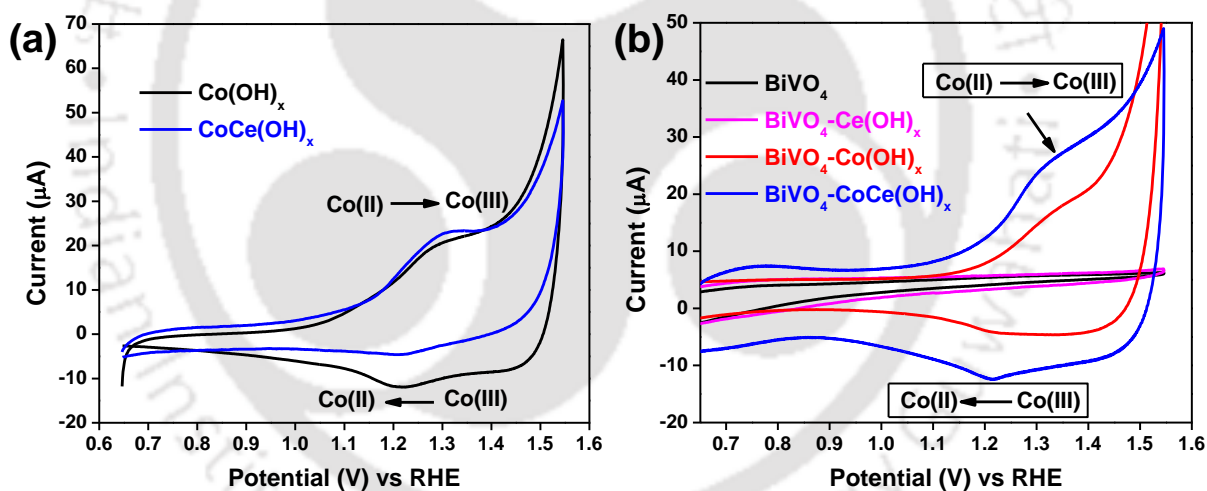 (a)
Co(OH)ₓ
CoCe(OH)ₓ
Co(II) → Co(III)
Co(II) ← Co(III)
70
60
50
40
30
20
10
0
-10
-20
Current (μA)
0.6 0.7 0.8 0.9 1.0 1.1 1.2 1.3 1.4 1.5 1.6
Potential (V) vs RHE
(b)
BiVO₄
BiVO₄-Ce(OH)ₓ
BiVO₄-Co(OH)ₓ
BiVO₄-CoCe(OH)ₓ
Co(II) → Co(III)
Co(II) ← Co(III)
50
40
30
20
10
0
-10
-20
Current (μA)
0.7 0.8 0.9 1.0 1.1 1.2 1.3 1.4 1.5 1.6
Potential (V) vs RHE